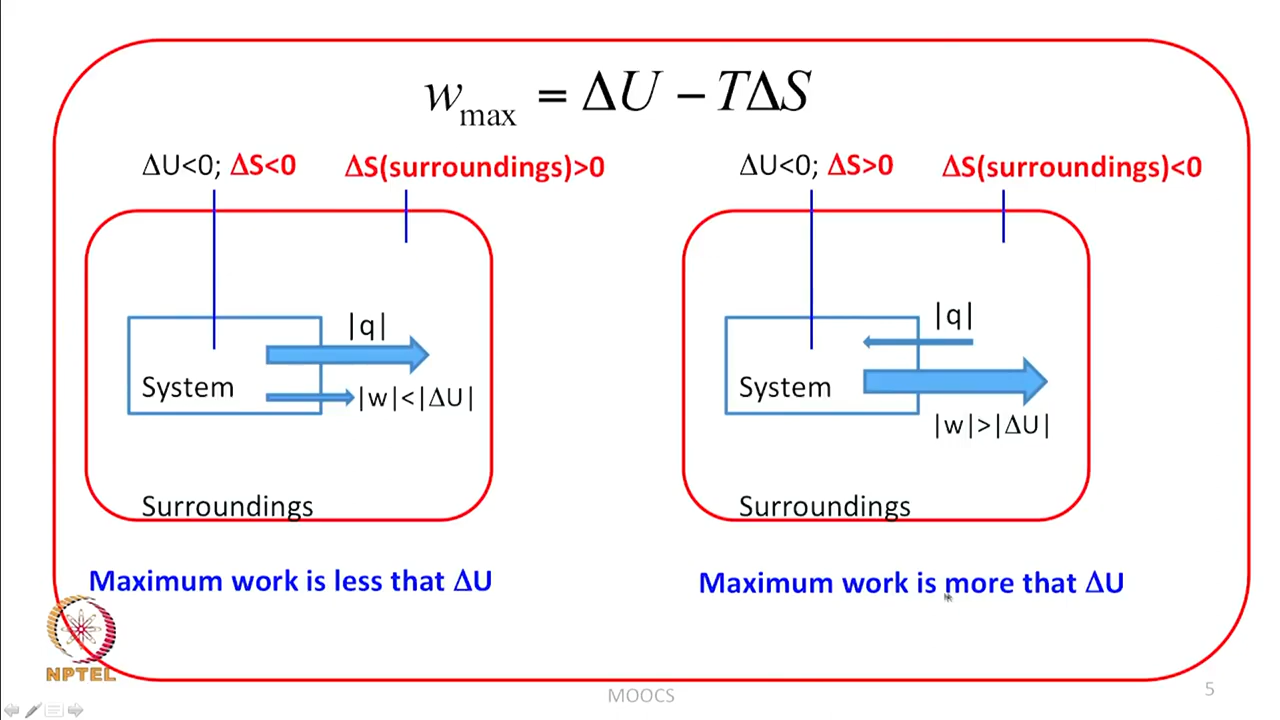 w_max = ΔU − TΔS
ΔU<0; ΔS<0 ΔS(surroundings)>0
|q|
System
|w|<|ΔU|
Surroundings
Maximum work is less that ΔU
ΔU<0; ΔS>0 ΔS(surroundings)<0
|q|
System
|w|>|ΔU|
Surroundings
Maximum work is more that ΔU
NPTEL
MOOCS
5